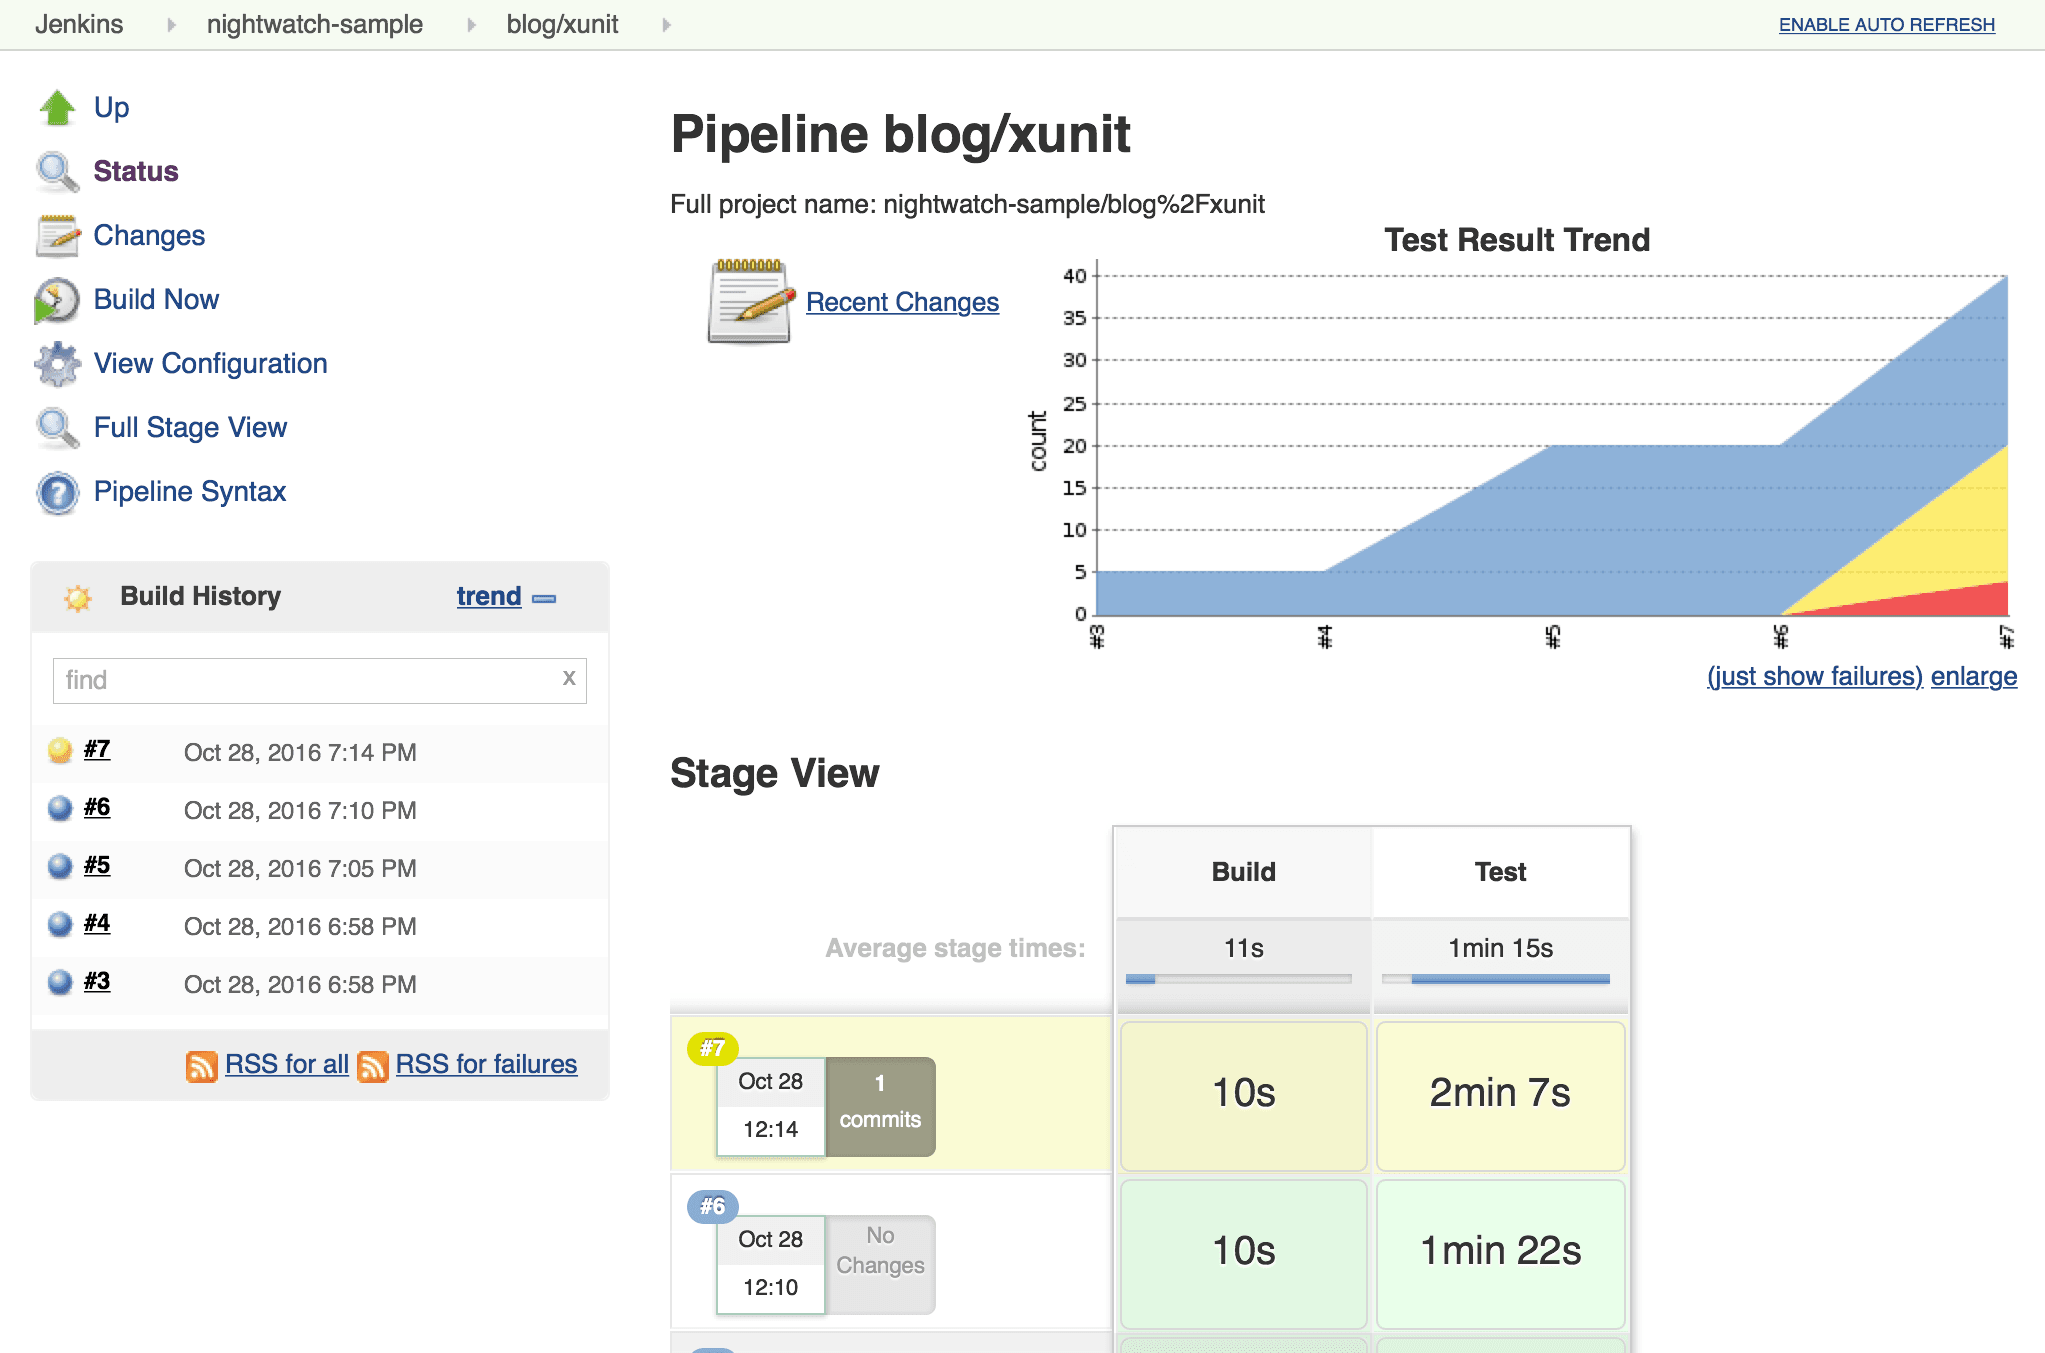 Jenkins nightwatch-sample blog/xunit ENABLE AUTO REFRESH
Up
Status
Changes
Build Now
View Configuration
Full Stage View
Pipeline Syntax
Build History trend
find x
#7 Oct 28, 2016 7:14 PM
#6 Oct 28, 2016 7:10 PM
#5 Oct 28, 2016 7:05 PM
#4 Oct 28, 2016 6:58 PM
#3 Oct 28, 2016 6:58 PM
RSS for all RSS for failures
Pipeline blog/xunit
Full project name: nightwatch-sample/blog%2Fxunit
Recent Changes
Test Result Trend
40
35
30
25
20
15
10
5
0
count
#3 #4 #5 #6 #7
(just show failures) enlarge
Stage View
Build Test
Average stage times: 11s 1min 15s
#7
Oct 28
12:14
1
commits
10s 2min 7s
#6
Oct 28
12:10
No
Changes
10s 1min 22s